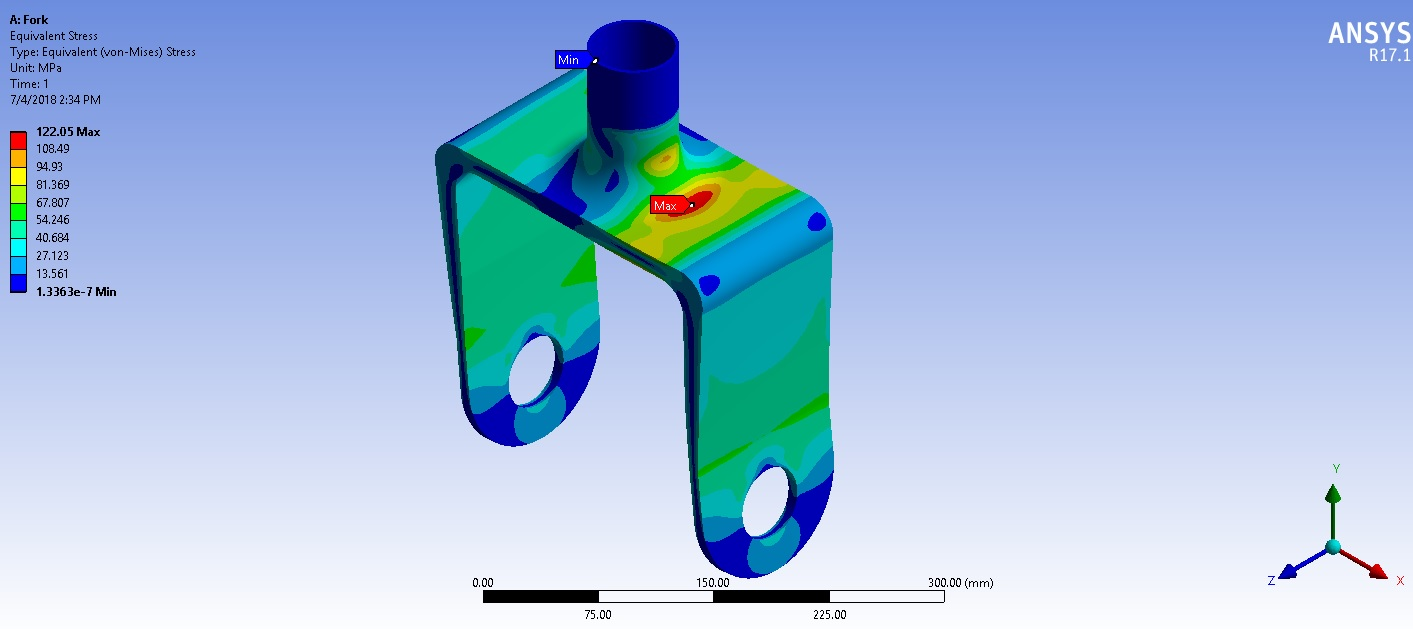 A: Fork
Equivalent Stress
Type: Equivalent (von-Mises) Stress
Unit: MPa
Time: 1
7/4/2018 2:34 PM
122.05 Max
108.49
94.93
81.369
67.807
54.246
40.684
27.123
13.561
1.3363e-7 Min
ANSYS
R17.1
Min
Max
0.00 150.00 300.00 (mm)
75.00 225.00
Y
Z X